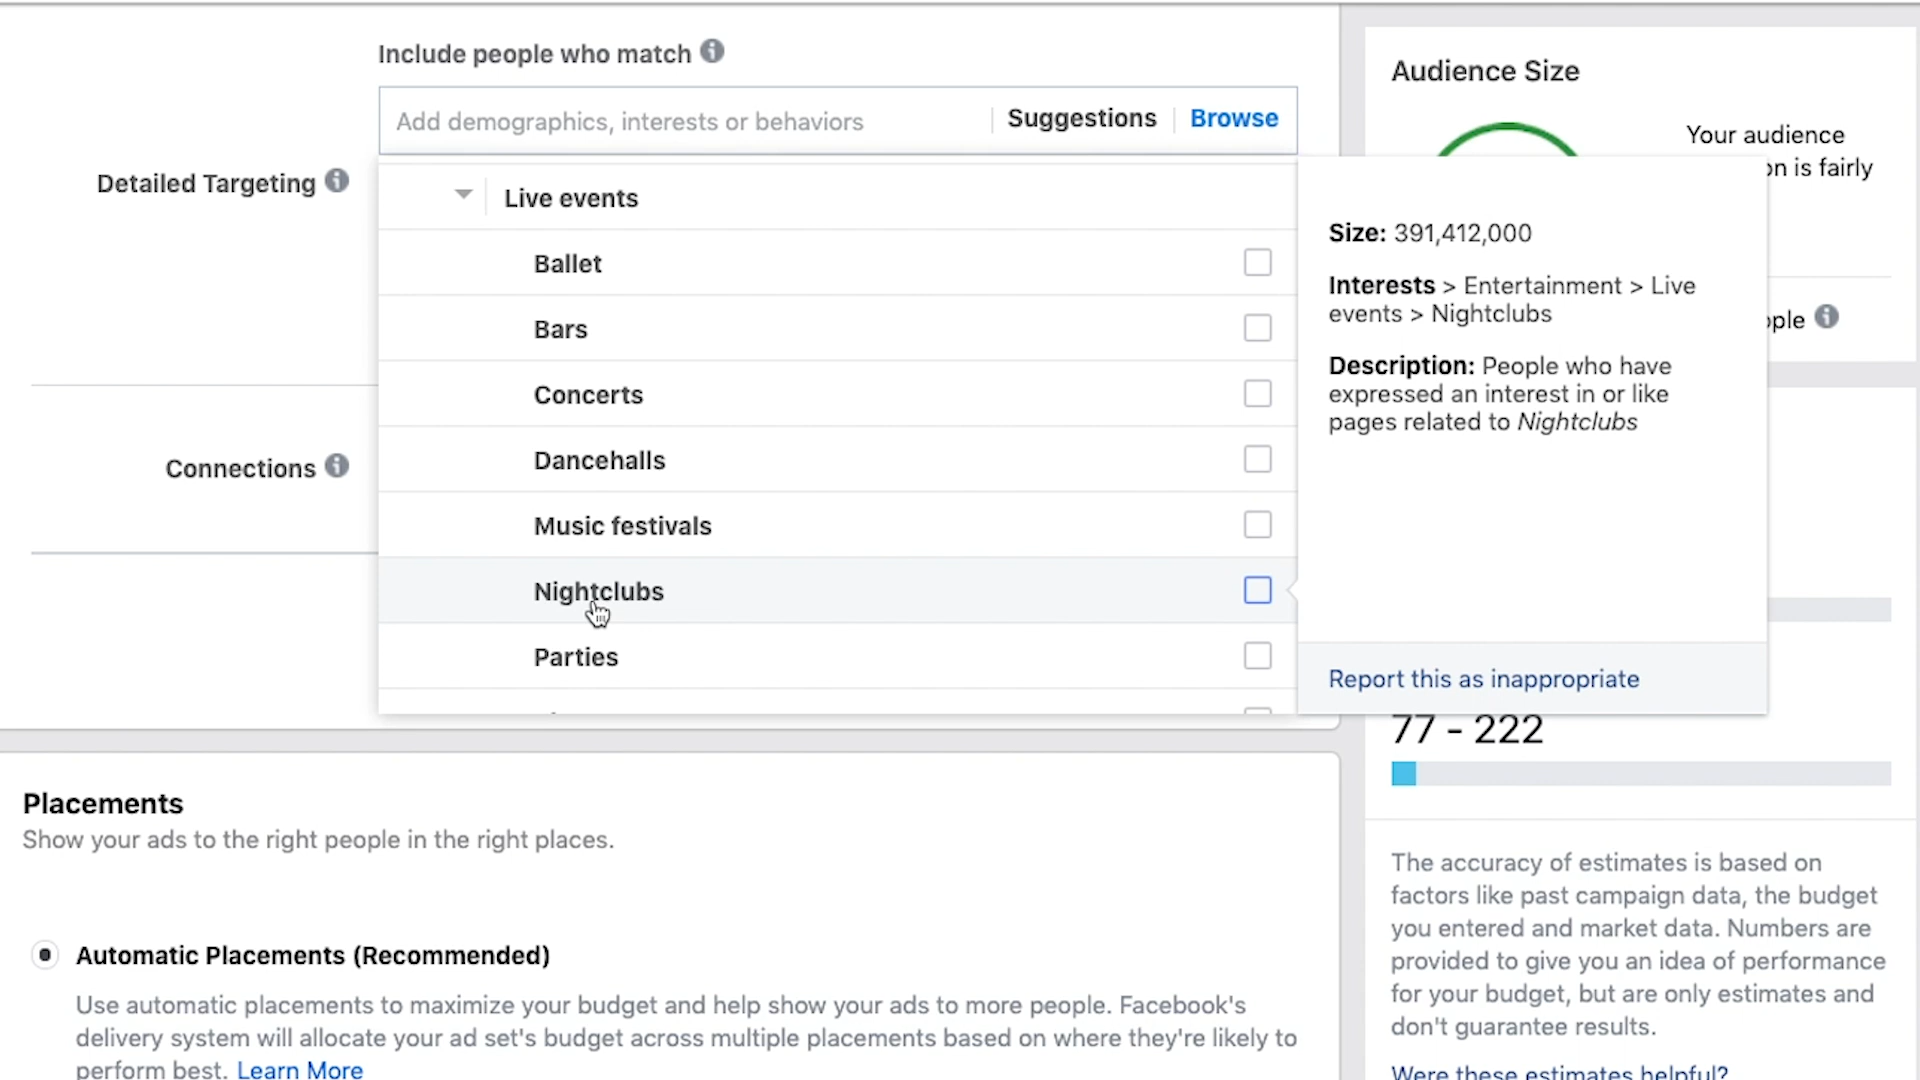 Include people who match
Add demographics, interests or behaviors
Suggestions
Browse
Detailed Targeting
Live events
Ballet
Bars
Concerts
Dancehalls
Music festivals
Nightclubs
Parties
Connections
Size: 391,412,000
Interests > Entertainment > Live
events > Nightclubs
Description: People who have
expressed an interest in or like
pages related to Nightclubs
Report this as inappropriate
Audience Size
Your audience
is fairly
77 - 222
The accuracy of estimates is based on
factors like past campaign data, the budget
you entered and market data. Numbers are
provided to give you an idea of performance
for your budget, but are only estimates and
don't guarantee results.
Were these estimates helpful?
Placements
Show your ads to the right people in the right places.
Automatic Placements (Recommended)
Use automatic placements to maximize your budget and help show your ads to more people. Facebook's
delivery system will allocate your ad set's budget across multiple placements based on where they're likely to
perform best. Learn More